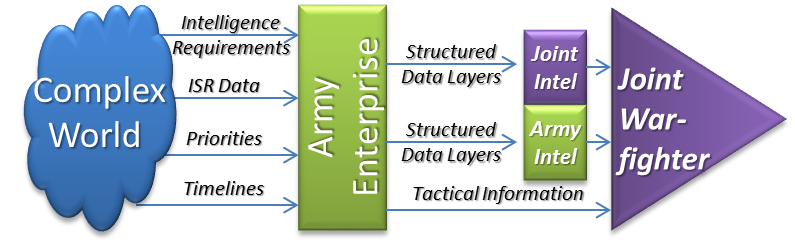 Complex
World
Intelligence
Requirements
ISR Data
Priorities
Timelines
Army
Enterprise
Structured
Data Layers
Structured
Data Layers
Tactical Information
Joint
Intel
Army
Intel
Joint
War-
fighter